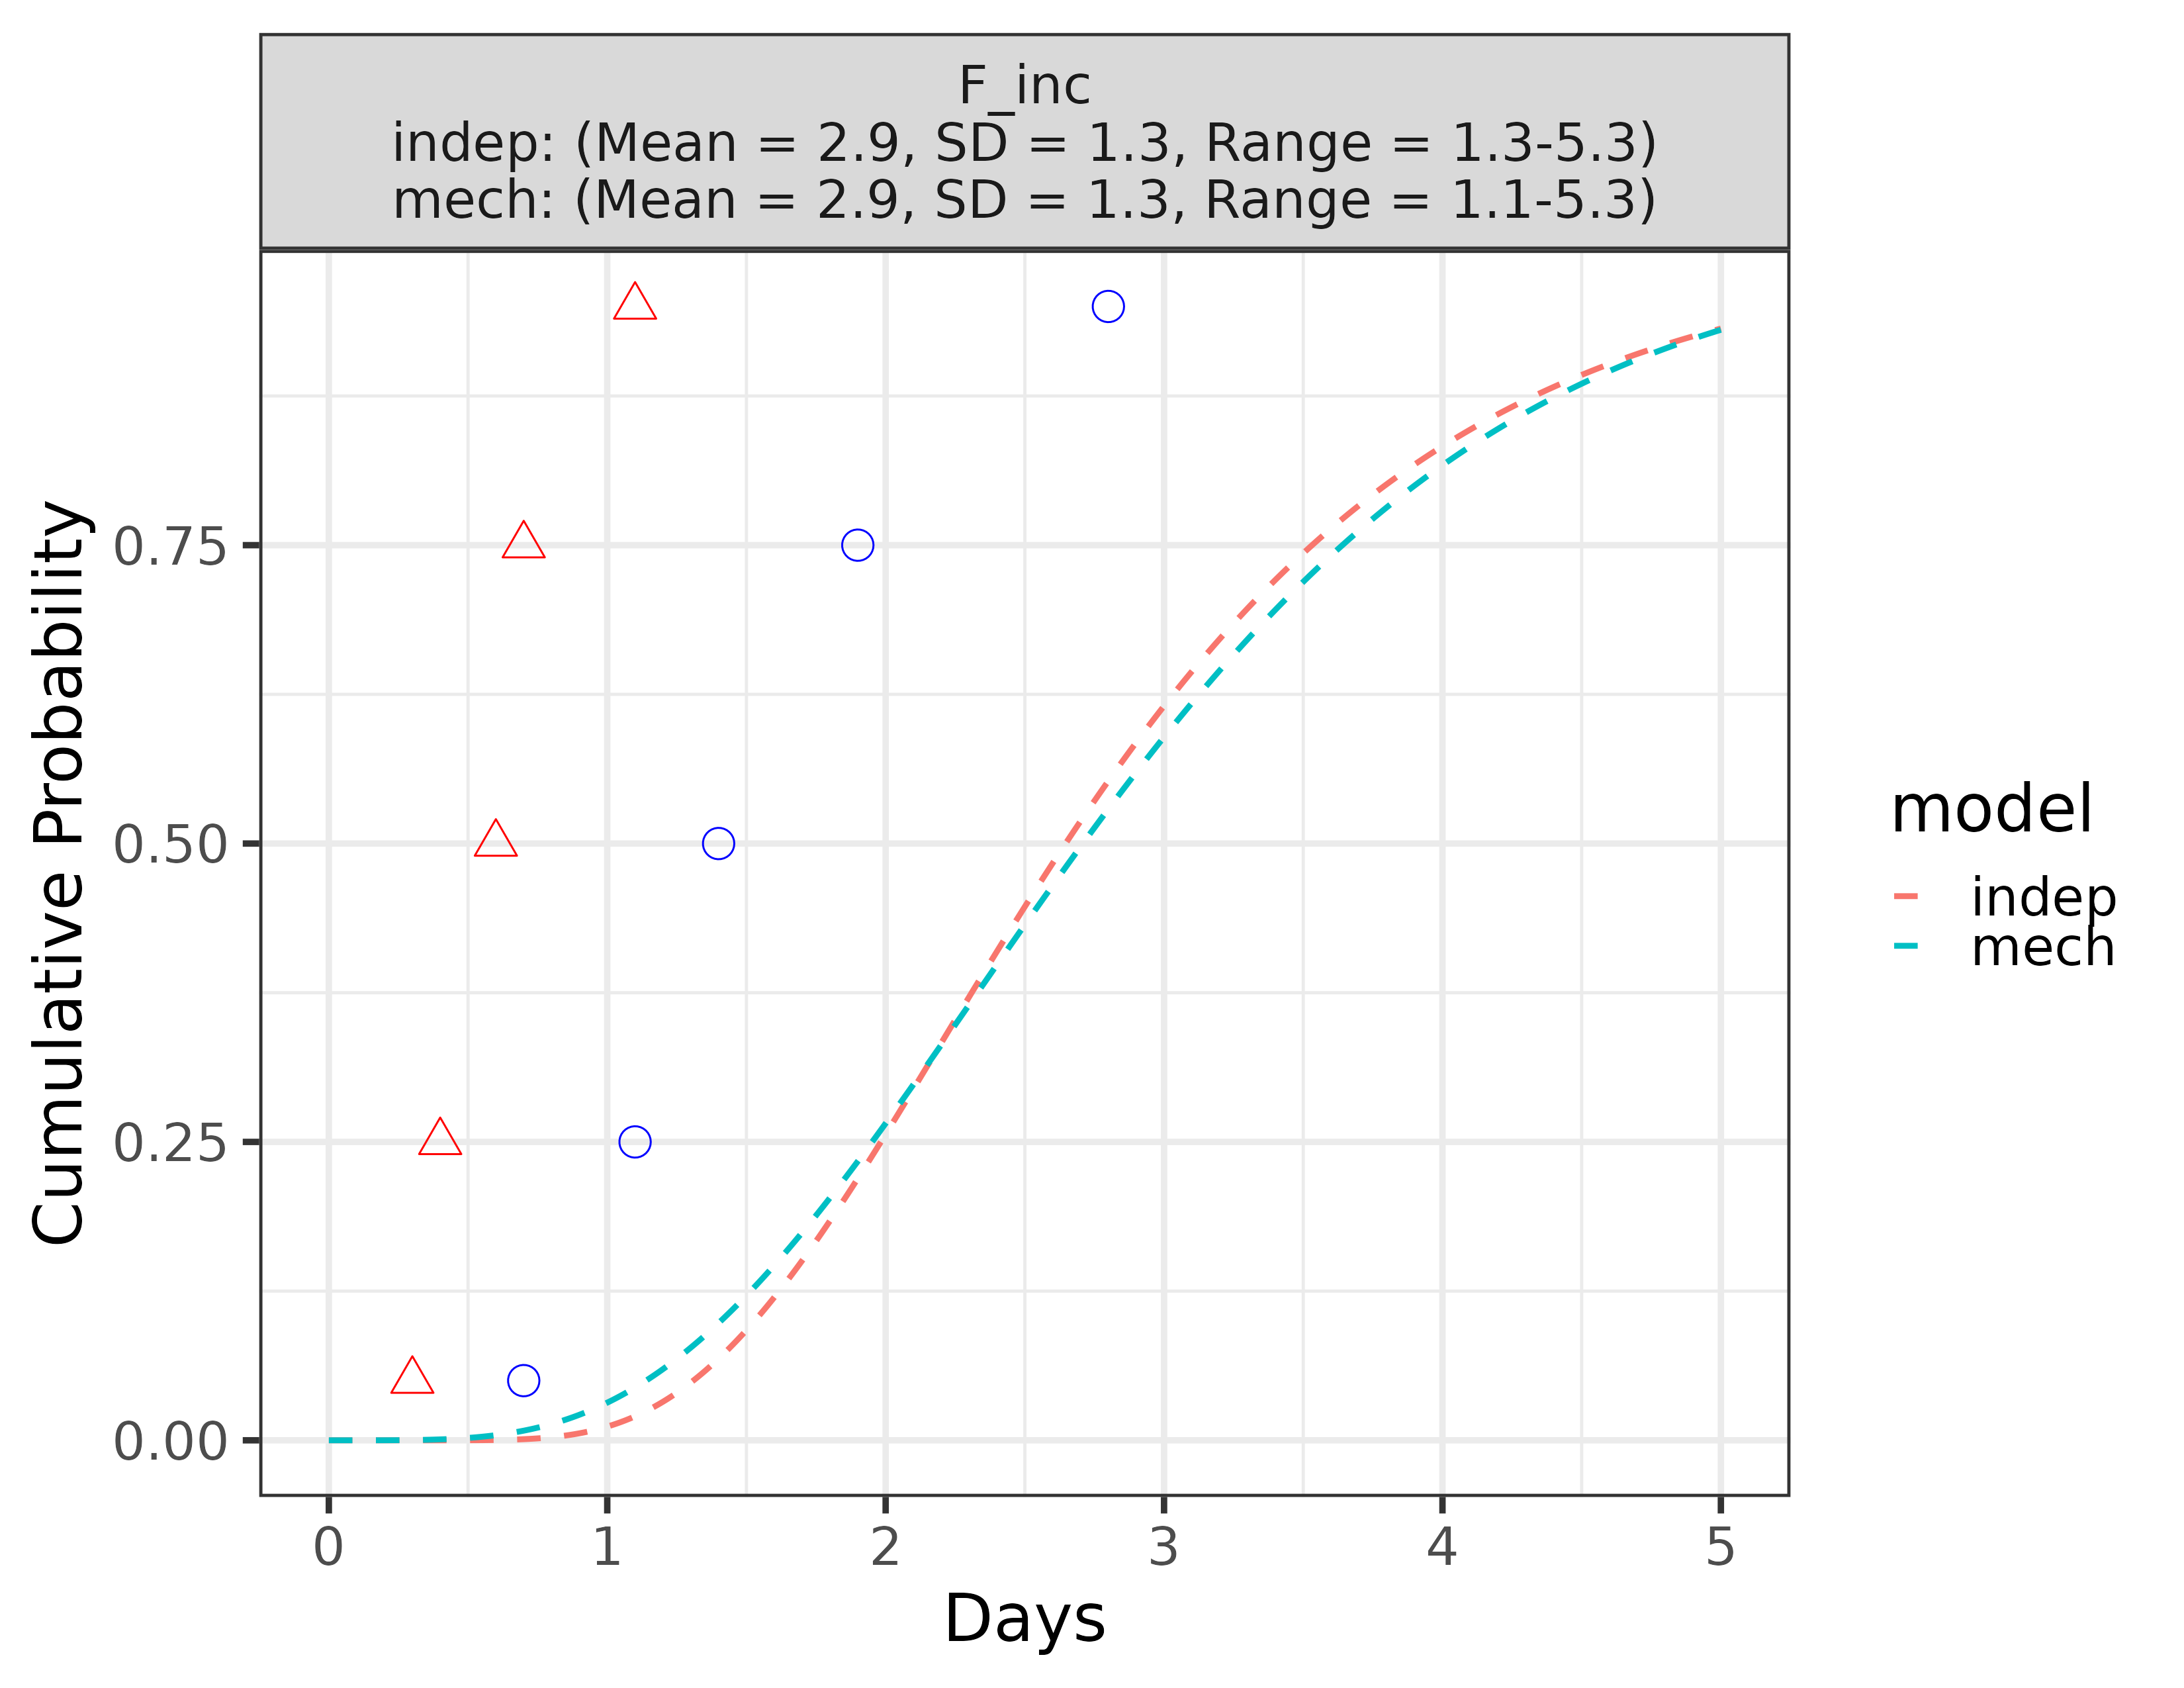 F_inc
indep: (Mean = 2.9, SD = 1.3, Range = 1.3-5.3)
mech: (Mean = 2.9, SD = 1.3, Range = 1.1-5.3)
Cumulative Probability
0.75
0.50
0.25
0.00
0 1 2 3 4 5
Days
model
indep
mech